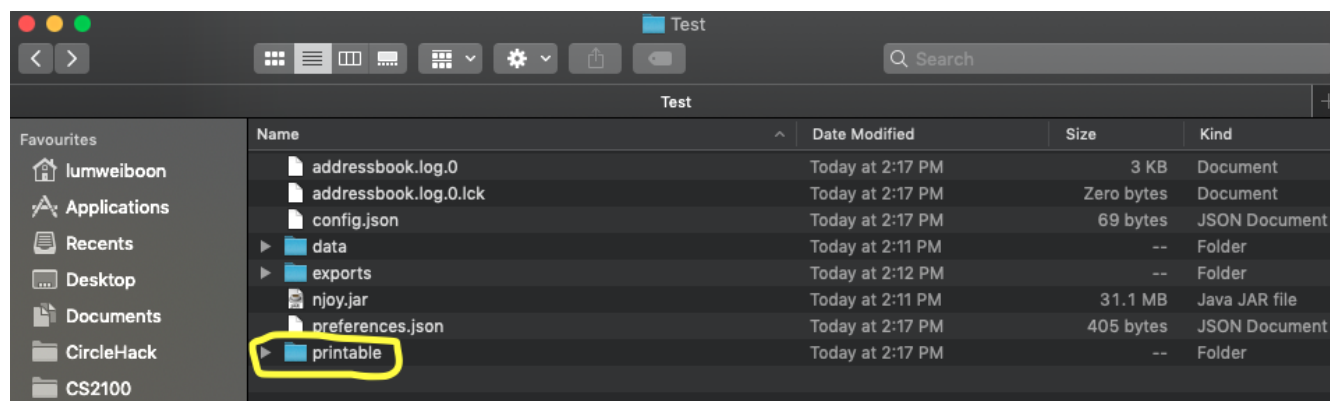 Test
Search
Test
Favourites
lumweiboon
Applications
Recents
Desktop
Documents
CircleHack
CS2100
Name Date Modified Size Kind
addressbook.log.0 Today at 2:17 PM 3 KB Document
addressbook.log.0.lck Today at 2:17 PM Zero bytes Document
config.json Today at 2:17 PM 69 bytes JSON Document
data Today at 2:11 PM -- Folder
exports Today at 2:12 PM -- Folder
njoy.jar Today at 2:11 PM 31.1 MB Java JAR file
preferences.json Today at 2:17 PM 405 bytes JSON Document
printable Today at 2:17 PM -- Folder